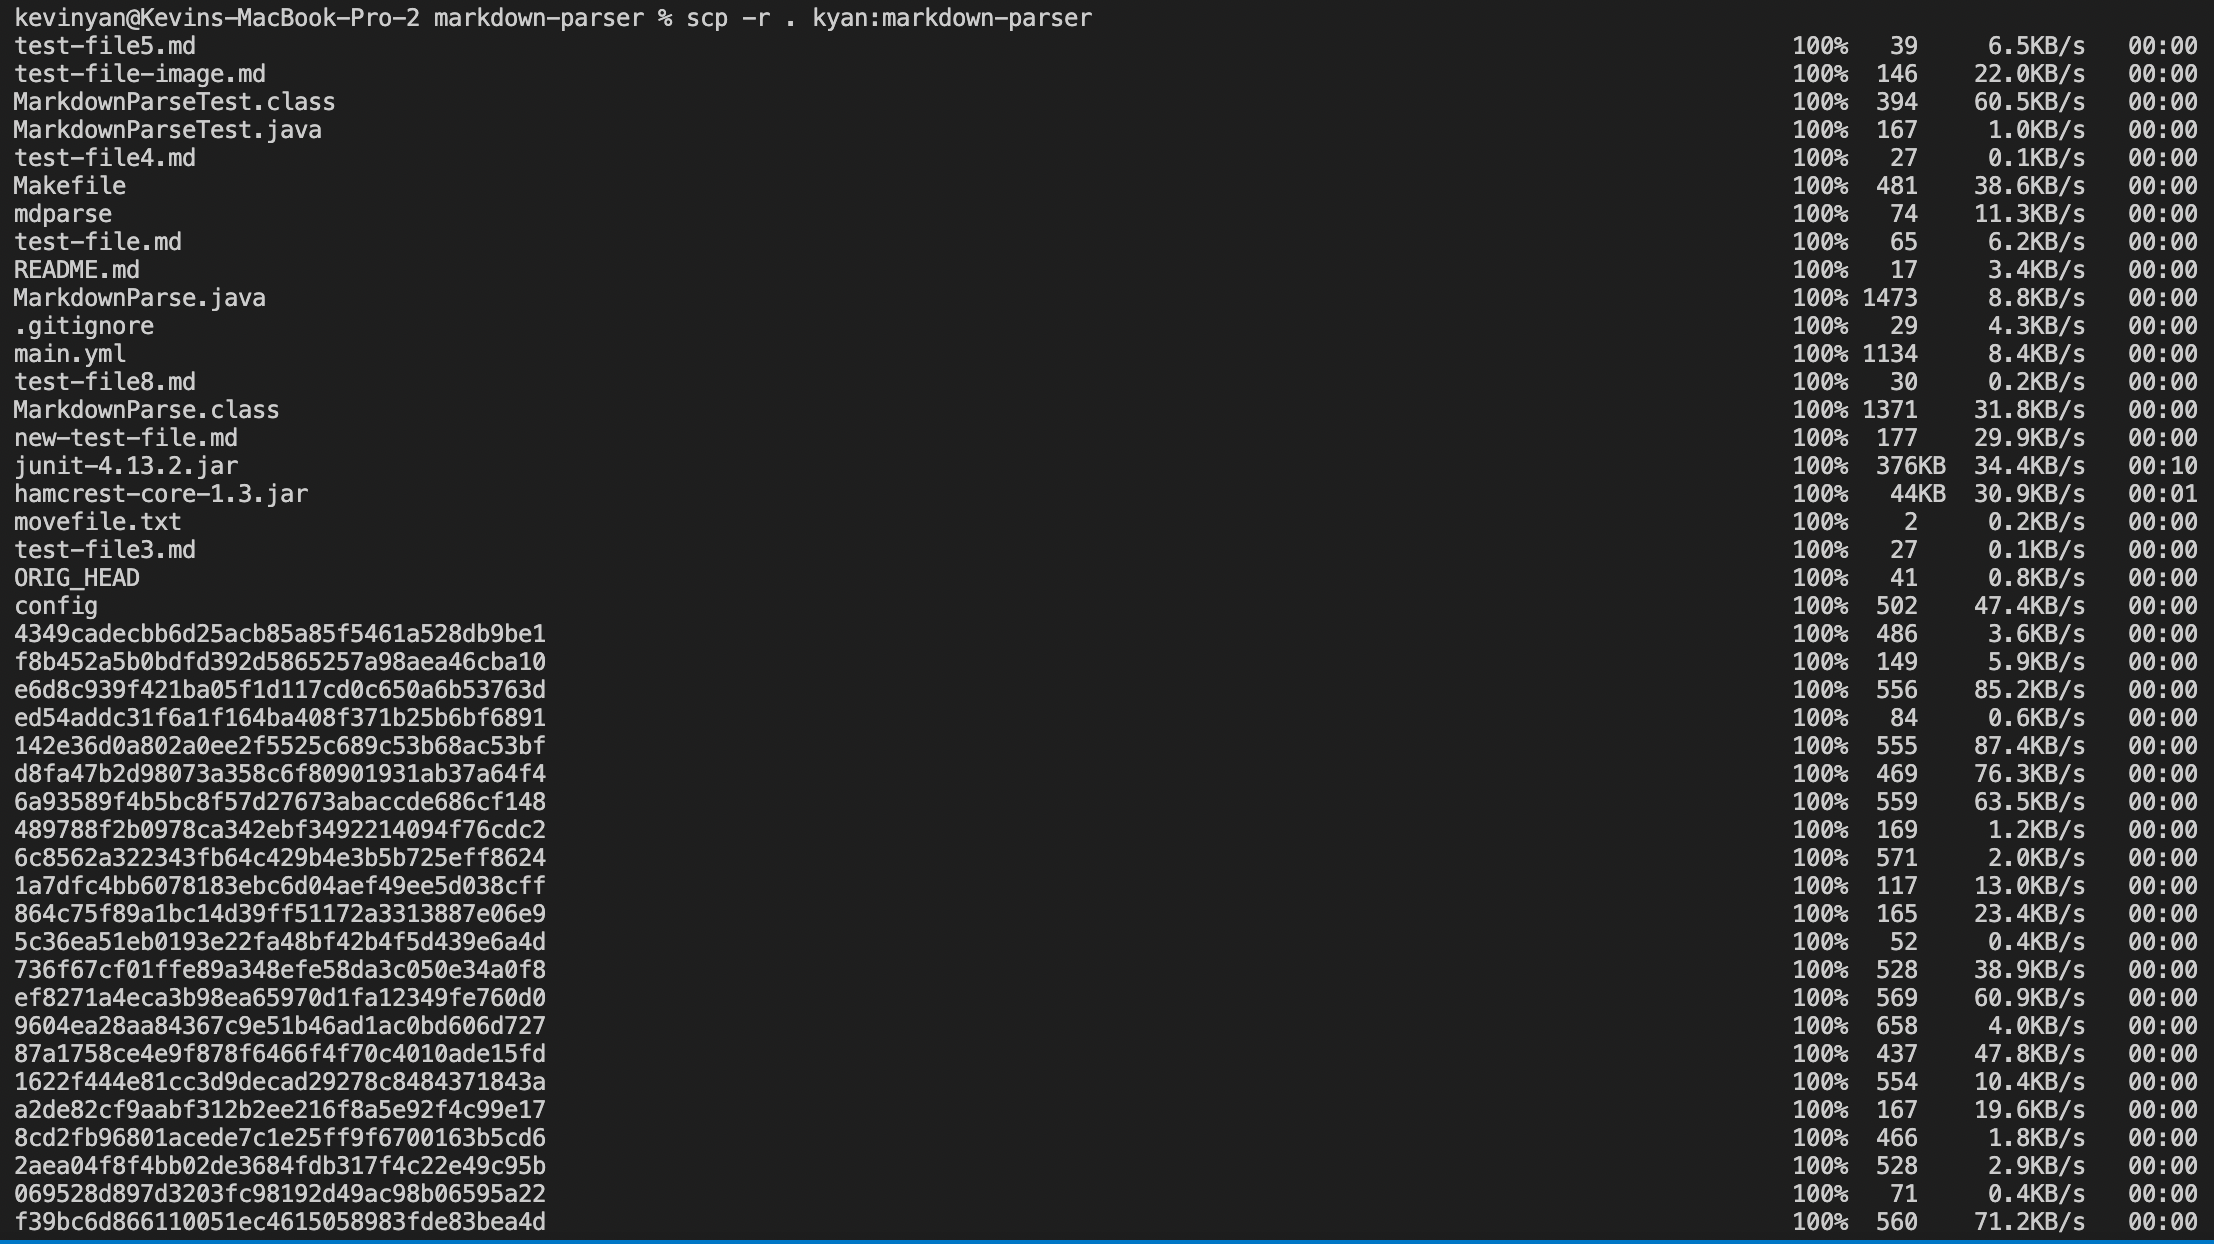 kevinyan@Kevins-MacBook-Pro-2 markdown-parser % scp -r . kyan:markdown-parser
test-file5.md 100% 39 6.5KB/s 00:00
test-file-image.md 100% 146 22.0KB/s 00:00
MarkdownParseTest.class 100% 394 60.5KB/s 00:00
MarkdownParseTest.java 100% 167 1.0KB/s 00:00
test-file4.md 100% 27 0.1KB/s 00:00
Makefile 100% 481 38.6KB/s 00:00
mdparse 100% 74 11.3KB/s 00:00
test-file.md 100% 65 6.2KB/s 00:00
README.md 100% 17 3.4KB/s 00:00
MarkdownParse.java 100% 1473 8.8KB/s 00:00
.gitignore 100% 29 4.3KB/s 00:00
main.yml 100% 1134 8.4KB/s 00:00
test-file8.md 100% 30 0.2KB/s 00:00
MarkdownParse.class 100% 1371 31.8KB/s 00:00
new-test-file.md 100% 177 29.9KB/s 00:00
junit-4.13.2.jar 100% 376KB 34.4KB/s 00:10
hamcrest-core-1.3.jar 100% 44KB 30.9KB/s 00:01
movefile.txt 100% 2 0.2KB/s 00:00
test-file3.md 100% 27 0.1KB/s 00:00
ORIG_HEAD 100% 41 0.8KB/s 00:00
config 100% 502 47.4KB/s 00:00
4349cadecbb6d25acb85a85f5461a528db9be1 100% 486 3.6KB/s 00:00
f8b452a5b0bdfd392d5865257a98aea46cba10 100% 149 5.9KB/s 00:00
e6d8c939f421ba05f1d117cd0c650a6b53763d 100% 556 85.2KB/s 00:00
ed54addc31f6a1f164ba408f371b25b6bf6891 100% 84 0.6KB/s 00:00
142e36d0a802a0ee2f5525c689c53b68ac53bf 100% 555 87.4KB/s 00:00
d8fa47b2d98073a358c6f80901931ab37a64f4 100% 469 76.3KB/s 00:00
6a93589f4b5bc8f57d27673abaccde686cf148 100% 559 63.5KB/s 00:00
489788f2b0978ca342ebf3492214094f76cdc2 100% 169 1.2KB/s 00:00
6c8562a322343fb64c429b4e3b5b725eff8624 100% 571 2.0KB/s 00:00
1a7dfc4bb6078183ebc6d04aef49ee5d038cff 100% 117 13.0KB/s 00:00
864c75f89a1bc14d39ff51172a3313887e06e9 100% 165 23.4KB/s 00:00
5c36ea51eb0193e22fa48bf42b4f5d439e6a4d 100% 52 0.4KB/s 00:00
736f67cf01ffe89a348efe58da3c050e34a0f8 100% 528 38.9KB/s 00:00
ef8271a4eca3b98ea65970d1fa12349fe760d0 100% 569 60.9KB/s 00:00
9604ea28aa84367c9e51b46ad1ac0bd606d727 100% 658 4.0KB/s 00:00
87a1758ce4e9f878f6466f4f70c4010ade15fd 100% 437 47.8KB/s 00:00
1622f444e81cc3d9decad29278c8484371843a 100% 554 10.4KB/s 00:00
a2de82cf9aabf312b2ee216f8a5e92f4c99e17 100% 167 19.6KB/s 00:00
8cd2fb96801acede7c1e25ff9f6700163b5cd6 100% 466 1.8KB/s 00:00
2aea04f8f4bb02de3684fdb317f4c22e49c95b 100% 528 2.9KB/s 00:00
069528d897d3203fc98192d49ac98b06595a22 100% 71 0.4KB/s 00:00
f39bc6d866110051ec4615058983fde83bea4d 100% 560 71.2KB/s 00:00